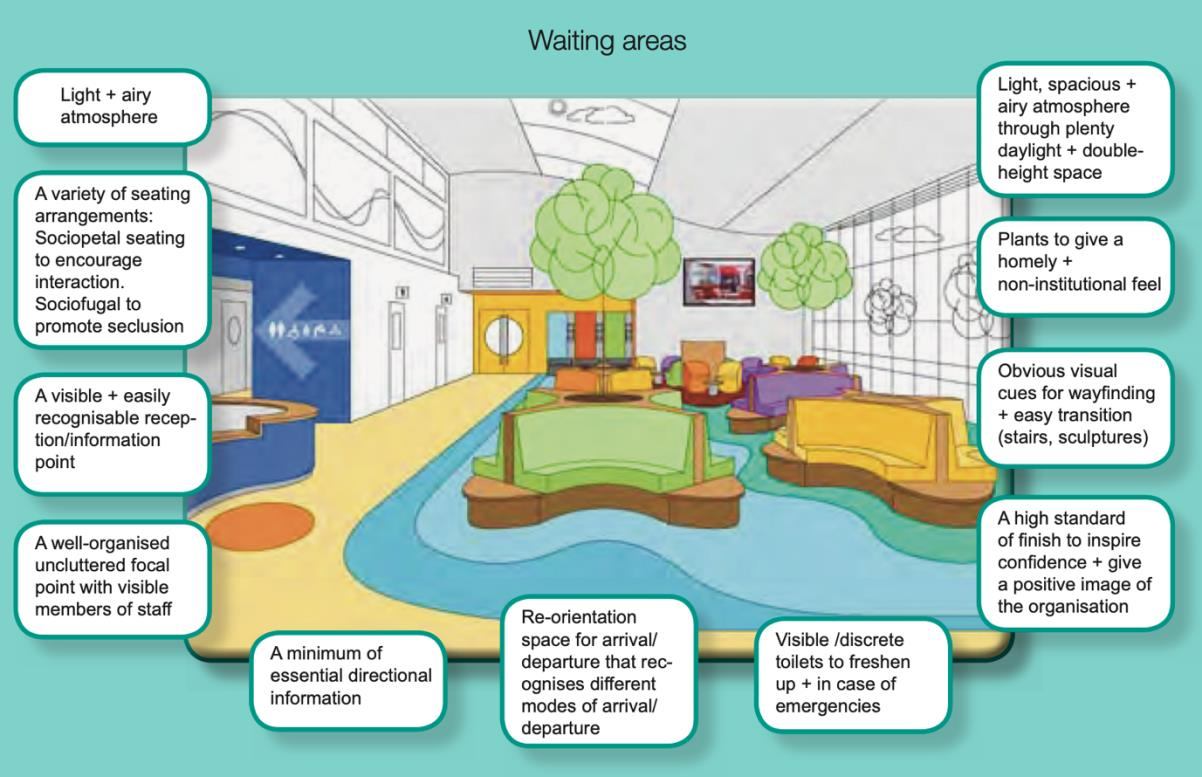 Waiting areas
Light + airy
atmosphere
A variety of seating
arrangements:
Sociopetal seating
to encourage
interaction.
Sociofugal to
promote seclusion
A visible + easily
recognisable recep-
tion/information
point
A well-organised
uncluttered focal
point with visible
members of staff
A minimum of
essential directional
information
Re-orientation
space for arrival/
departure that rec-
ognises different
modes of arrival/
departure
Visible /discrete
toilets to freshen
up + in case of
emergencies
Light, spacious +
airy atmosphere
through plenty
daylight + double-
height space
Plants to give a
homely +
non-institutional feel
Obvious visual
cues for wayfinding
+ easy transition
(stairs, sculptures)
A high standard
of finish to inspire
confidence + give
a positive image of
the organisation